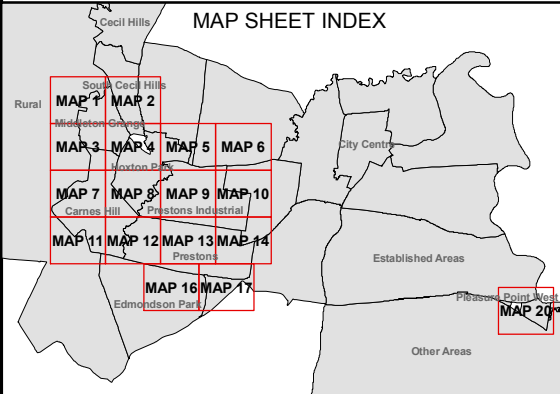 MAP SHEET INDEX
Cecil Hills
South Cecil Hills
Rural
MAP 1 MAP 2
Middleton Grange
MAP 3 MAP 4 MAP 5 MAP 6
City Centre
Hoxton Park
MAP 7 MAP 8 MAP 9 MAP 10
Carnes Hill Prestons Industrial
MAP 11 MAP 12 MAP 13 MAP 14
Prestons
Established Areas
MAP 16 MAP 17
Edmondson Park
Pleasure Point West
MAP 20
Other Areas